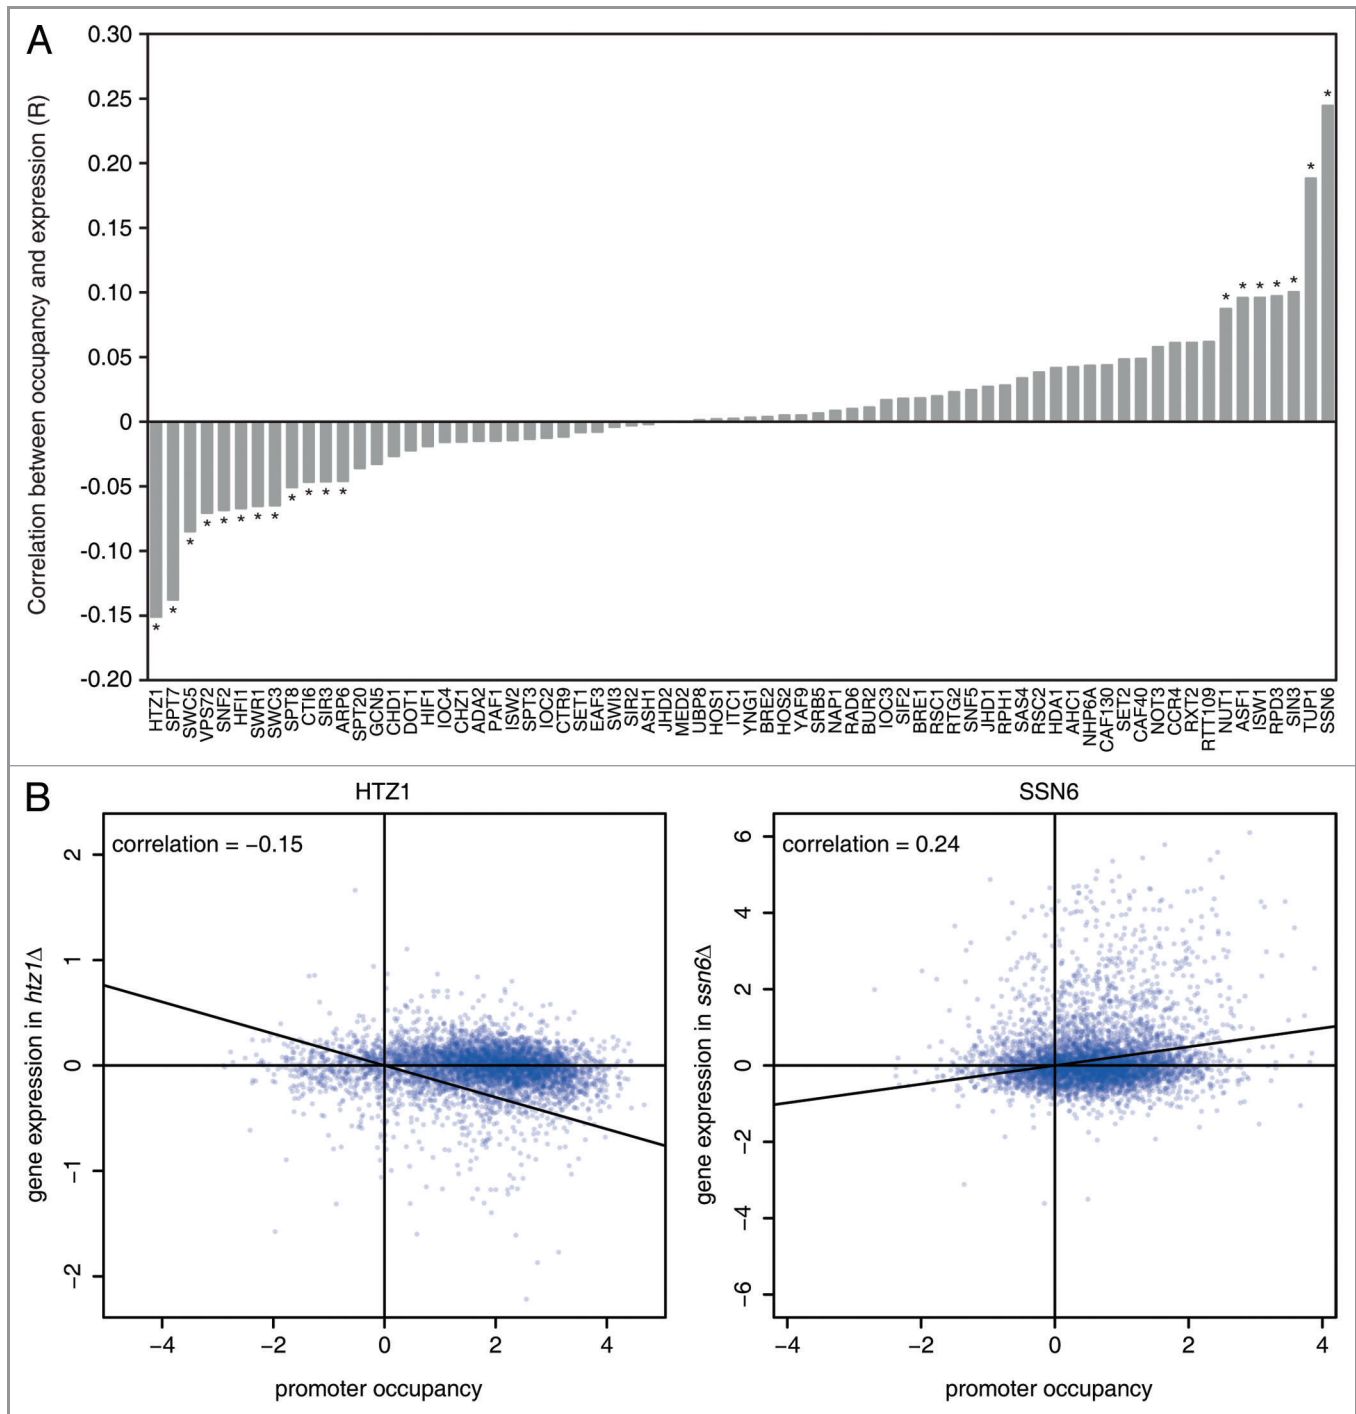 A
Correlation between occupancy and expression (R)
0.30
0.25
0.20
0.15
0.10
0.05
0
-0.05
-0.10
-0.15
-0.20
* * * * * * * * * * * * * * * * * * *
HTZ1
SPT7
SWC5
VPS72
SNF2
HFI1
SWR1
SWC3
SPT8
CTI6
SIR3
ARP6
SPT20
GCN5
CHD1
DOT1
HIF1
IOC4
CHZ1
ADA2
PAF1
ISW2
SPT3
IOC2
CTR9
SET1
EAF3
SWI3
SIR2
ASH1
JHD2
MED2
UBP8
HOS1
ITC1
YNG1
BRE2
HOS2
YAF9
SRB5
NAP1
RAD6
BUR2
IOC3
SIF2
BRE1
RSC1
RTG2
SNF5
JHD1
RPH1
SAS4
RSC2
HDA1
AHC1
NHP6A
CAF130
SET2
CAF40
NOT3
CCR4
RXT2
RTT109
NUT1
ASF1
ISW1
RPD3
SIN3
TUP1
SSN6
B
HTZ1
correlation = −0.15
gene expression in htz1Δ
2
1
0
−1
−2
−4 −2 0 2 4
promoter occupancy
SSN6
correlation = 0.24
gene expression in ssn6Δ
6
4
2
0
−2
−4
−6
−4 −2 0 2 4
promoter occupancy